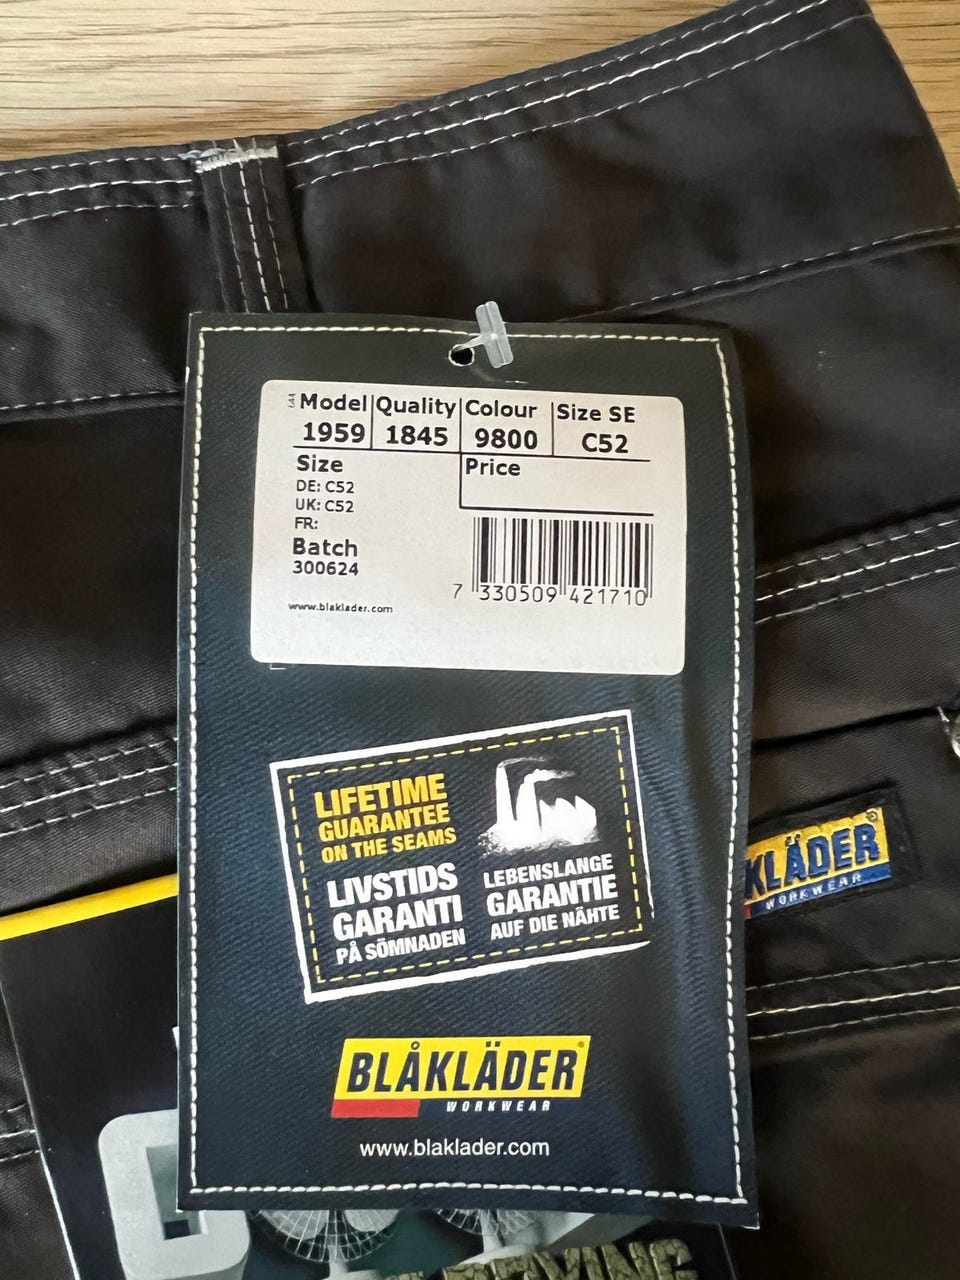 Model Quality Colour Size SE
1959 1845 9800 C52
Size Price
DE: C52
UK: C52
FR:
Batch
300624
7 330509 421710
www.blaklader.com
LIFETIME
GUARANTEE
ON THE SEAMS
LIVSTIDS
GARANTI
PÅ SÖMNADEN
LEBENSLANGE
GARANTIE
AUF DIE NÄHTE
KLÄDER®
WORKWEAR
BLÅKLÄDER®
WORKWEAR
www.blaklader.com